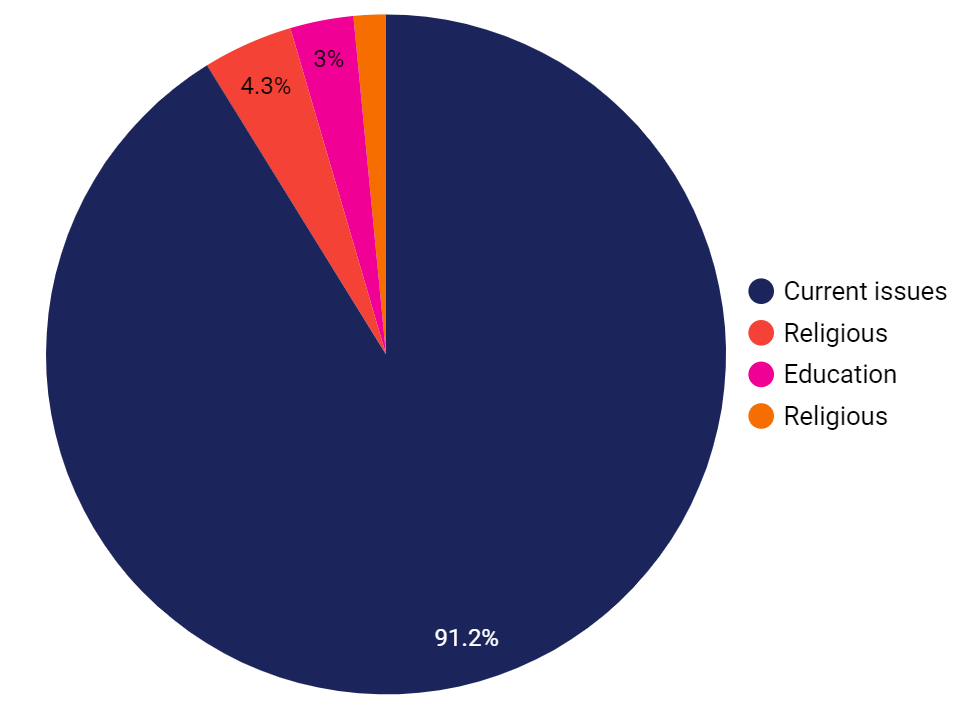 3%
4.3%
Current issues
Religious
Education
Religious
91.2%